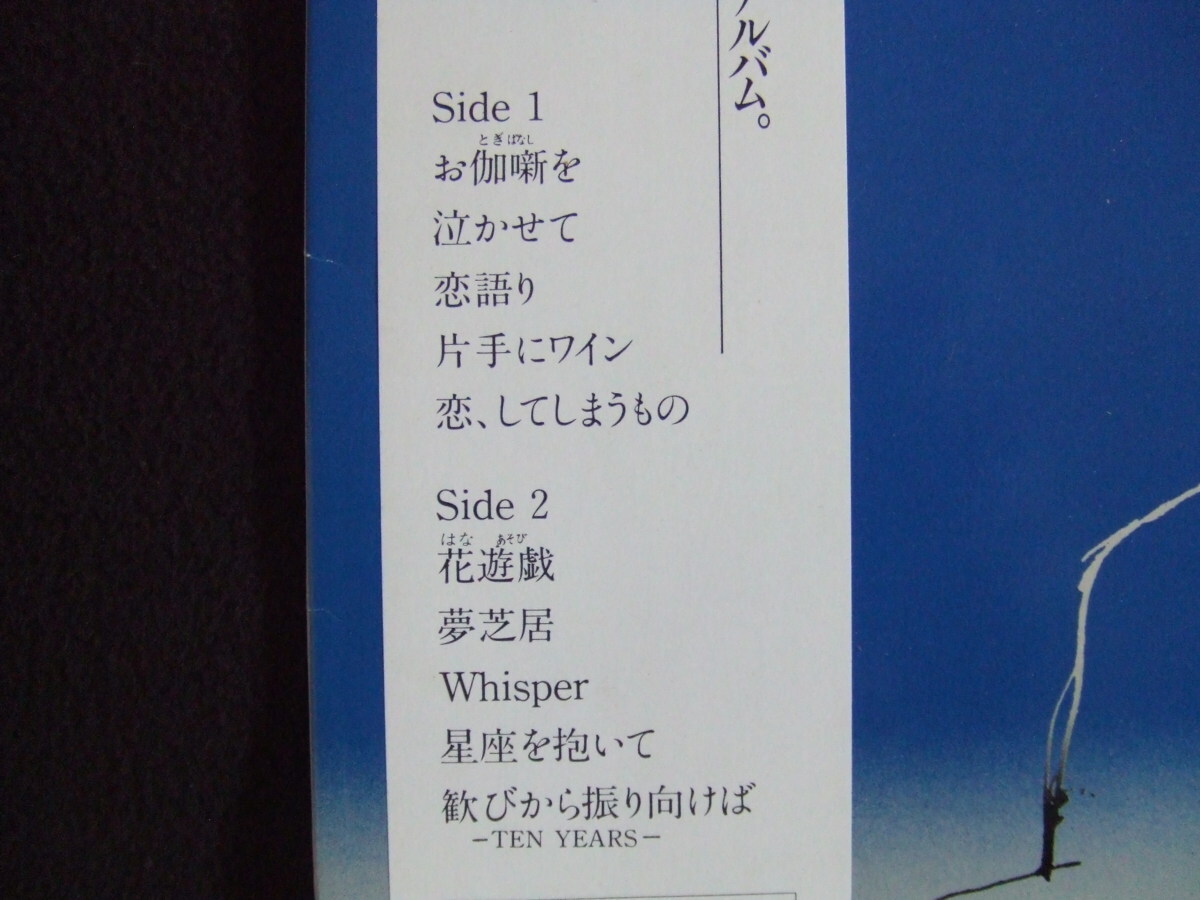 ルバム。
Side 1
とぎばなし
お伽噺を
泣かせて
恋語り
片手にワイン
恋、してしまうもの
Side 2
はな あそび
花遊戯
夢芝居
Whisper
星座を抱いて
歓びから振り向けば
−TEN YEARS−